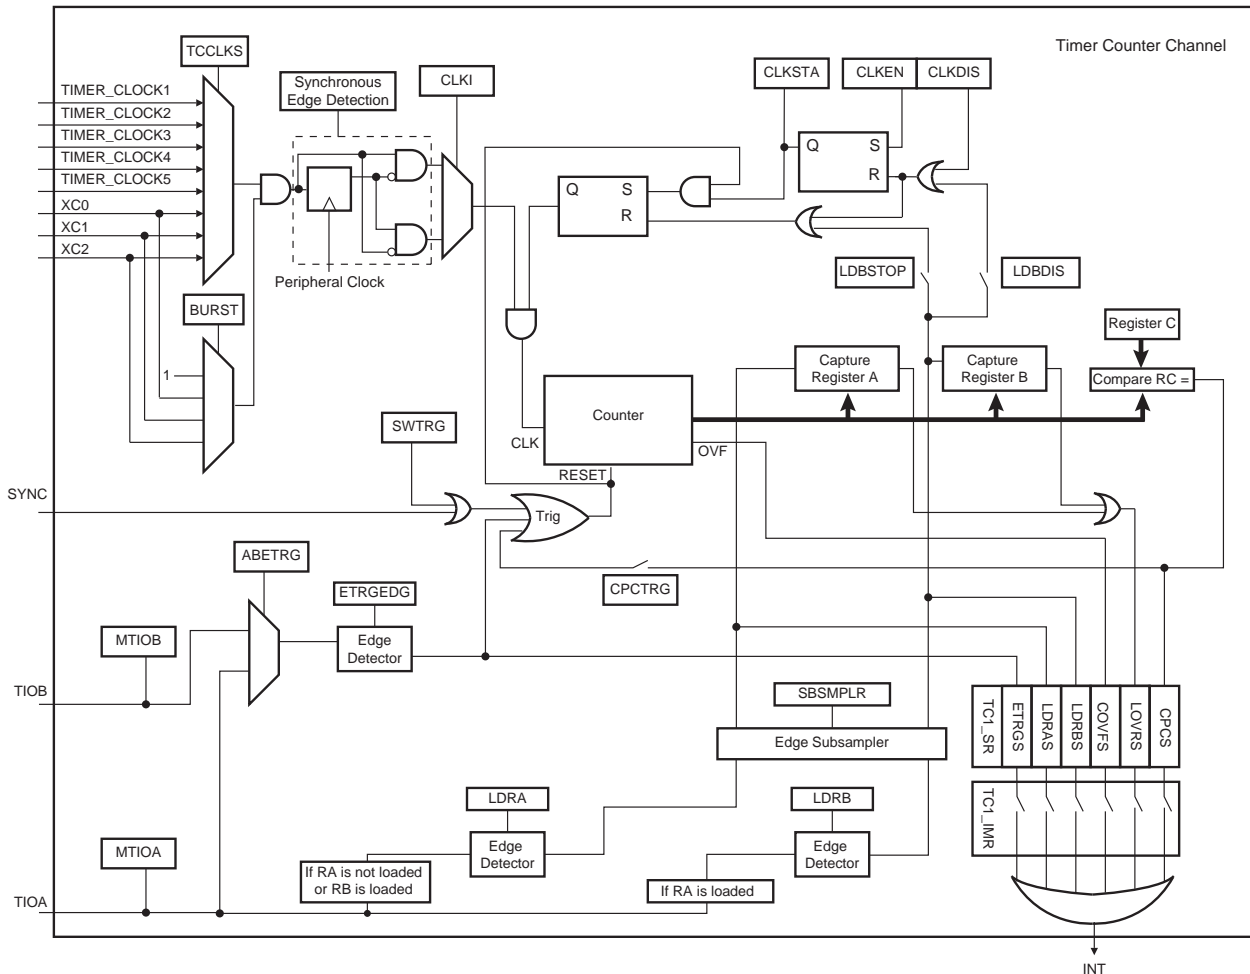 Timer Counter Channel
TCCLKS
TIMER_CLOCK1
TIMER_CLOCK2
TIMER_CLOCK3
TIMER_CLOCK4
TIMER_CLOCK5
XC0
XC1
XC2
Synchronous
Edge Detection
CLKI
Peripheral Clock
BURST
1
CLKSTA
CLKEN
CLKDIS
Q
S
R
Q
S
R
LDBSTOP
LDBDIS
Register C
Capture
Register A
Capture
Register B
Compare RC =
Counter
CLK
OVF
RESET
SWTRG
SYNC
Trig
ABETRG
ETRGEDG
CPCTRG
MTIOB
Edge
Detector
TIOB
SBSMPLR
Edge Subsampler
TC1_SR
ETRGS
LDRAS
LDRBS
COVFS
LOVRS
CPCS
TC1_IMR
LDRA
LDRB
MTIOA
Edge
Detector
Edge
Detector
If RA is not loaded
or RB is loaded
If RA is loaded
TIOA
INT